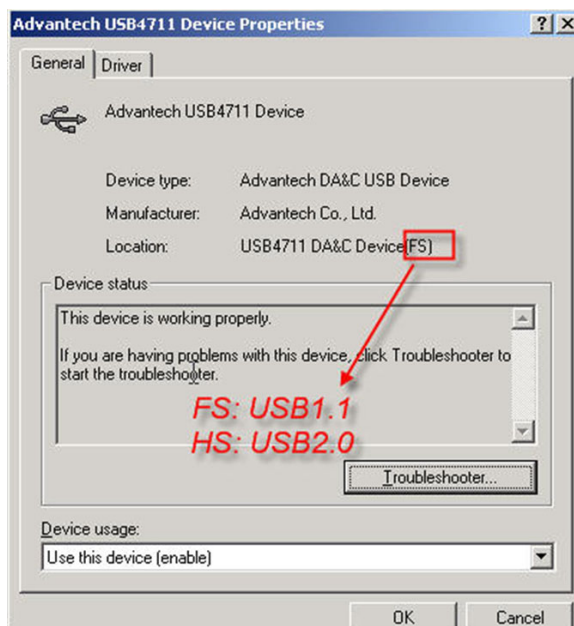 Advantech USB4711 Device Properties
General Driver
Advantech USB4711 Device
Device type: Advantech DA&C USB Device
Manufacturer: Advantech Co., Ltd.
Location: USB4711 DA&C Device(FS)
Device status
This device is working properly.
If you are having problems with this device, click Troubleshooter to
start the troubleshooter.
FS: USB1.1
HS: USB2.0
Troubleshooter...
Device usage:
Use this device (enable)
OK Cancel